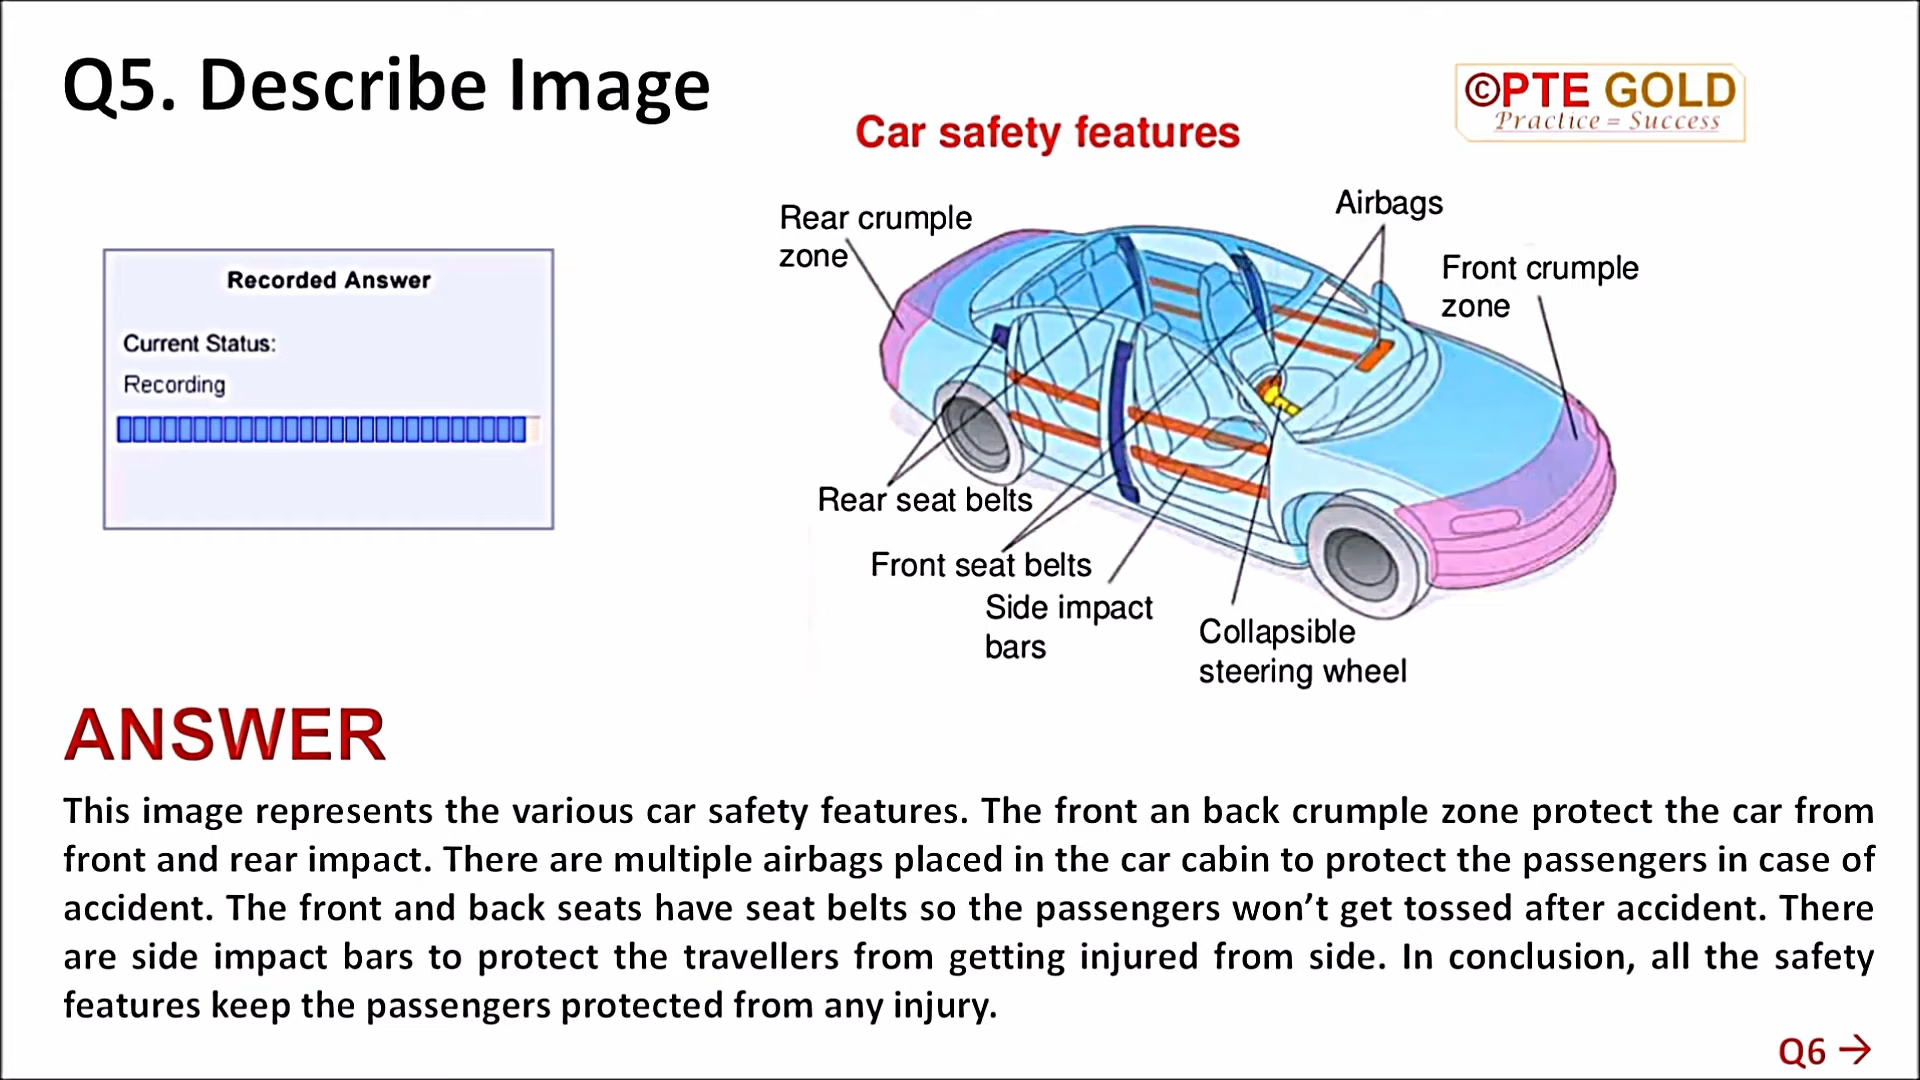 Q5. Describe Image
©PTE GOLD
Practice = Success
Car safety features
Rear crumple
zone
Airbags
Front crumple
zone
Recorded Answer
Current Status:
Recording
Rear seat belts
Front seat belts
Side impact
bars
Collapsible
steering wheel
ANSWER
This image represents the various car safety features. The front an back crumple zone protect the car from
front and rear impact. There are multiple airbags placed in the car cabin to protect the passengers in case of
accident. The front and back seats have seat belts so the passengers won’t get tossed after accident. There
are side impact bars to protect the travellers from getting injured from side. In conclusion, all the safety
features keep the passengers protected from any injury.
Q6 →